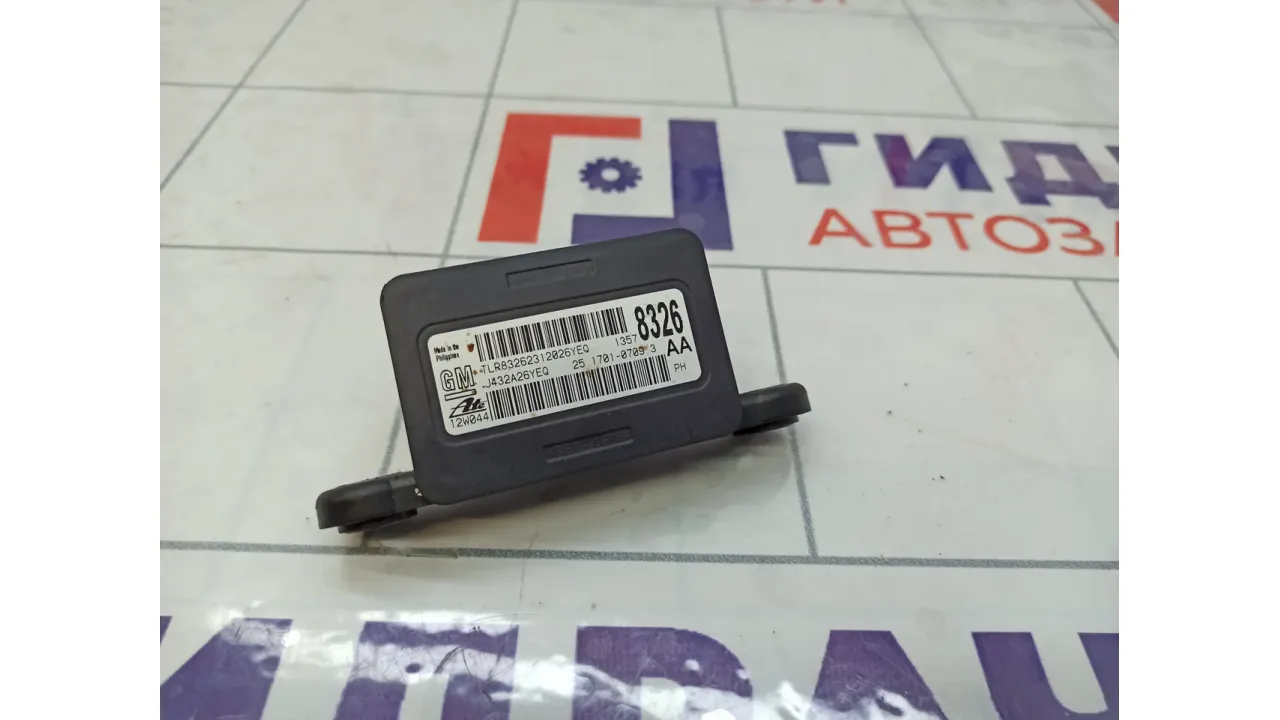 ГИД
АВТОЗА
Made in the
Philippines
TLR83262312026YEQ
1357
8326
GM
J432A26YEQ
25.1701-0709.3
AA
Ate
12W044
PH